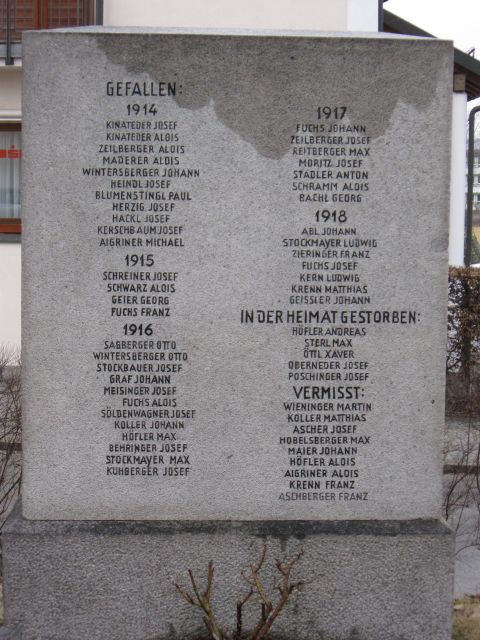 GEFALLEN:
1914
KINATEDER JOSEF
KINATEDER ALOIS
ZEILBERGER ALOIS
MADERER ALOIS
WINTERSBERGER JOHANN
HEINDL JOSEF
BLUMENSTINGL PAUL
HERZIG JOSEF
HACKL JOSEF
KERSCHBAUM JOSEF
AIGRINER MICHAEL
1915
SCHREINER JOSEF
SCHWARZ ALOIS
GEIER GEORG
FUCHS FRANZ
1916
SAGBERGER OTTO
WINTERSBERGER OTTO
STOCKBAUER JOSEF
GRAF JOHANN
MEISINGER JOSEF
FUCHS ALOIS
SÖLDENWAGNER JOSEF
KOLLER JOHANN
HÖFLER MAX
BEHRINGER JOSEF
STOCKMAYER MAX
KUHBERGER JOSEF
1917
FUCHS JOHANN
ZEILBERGER JOSEF
REITBERGER MAX
MORITZ JOSEF
STADLER ANTON
SCHRAMM ALOIS
BACHL GEORG
1918
ABL JOHANN
STOCKMAYER LUDWIG
ZIERINGER FRANZ
FUCHS JOSEF
KERN LUDWIG
KRENN MATTHIAS
GEISSLER JOHANN
IN DER HEIMAT GESTORBEN:
HÖFLER ANDREAS
STERL MAX
ÖTTL XAVER
OBERNEDER JOSEF
POSCHINGER JOSEF
VERMISST:
WIENINGER MARTIN
KOLLER MATTHIAS
ASCHER JOSEF
HOBELSBERGER MAX
MAIER JOHANN
HÖFLER ALOIS
AIGRINER ALOIS
KRENN FRANZ
ASCHBERGER FRANZ